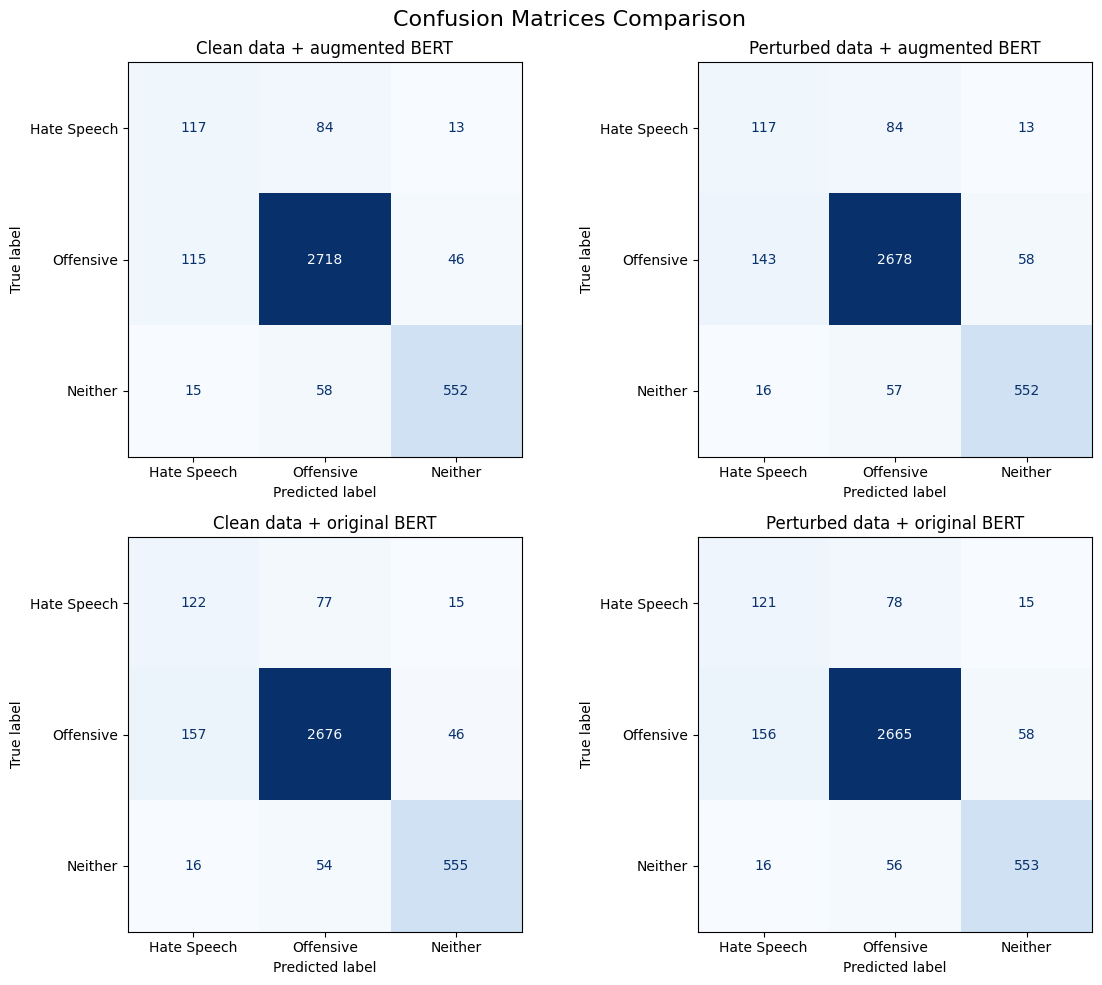 Confusion Matrices Comparison
Clean data + augmented BERT
Hate Speech 117 84 13
Offensive 115 2718 46
Neither 15 58 552
True label
Hate Speech Offensive Neither
Predicted label
Perturbed data + augmented BERT
Hate Speech 117 84 13
Offensive 143 2678 58
Neither 16 57 552
True label
Hate Speech Offensive Neither
Predicted label
Clean data + original BERT
Hate Speech 122 77 15
Offensive 157 2676 46
Neither 16 54 555
True label
Hate Speech Offensive Neither
Predicted label
Perturbed data + original BERT
Hate Speech 121 78 15
Offensive 156 2665 58
Neither 16 56 553
True label
Hate Speech Offensive Neither
Predicted label